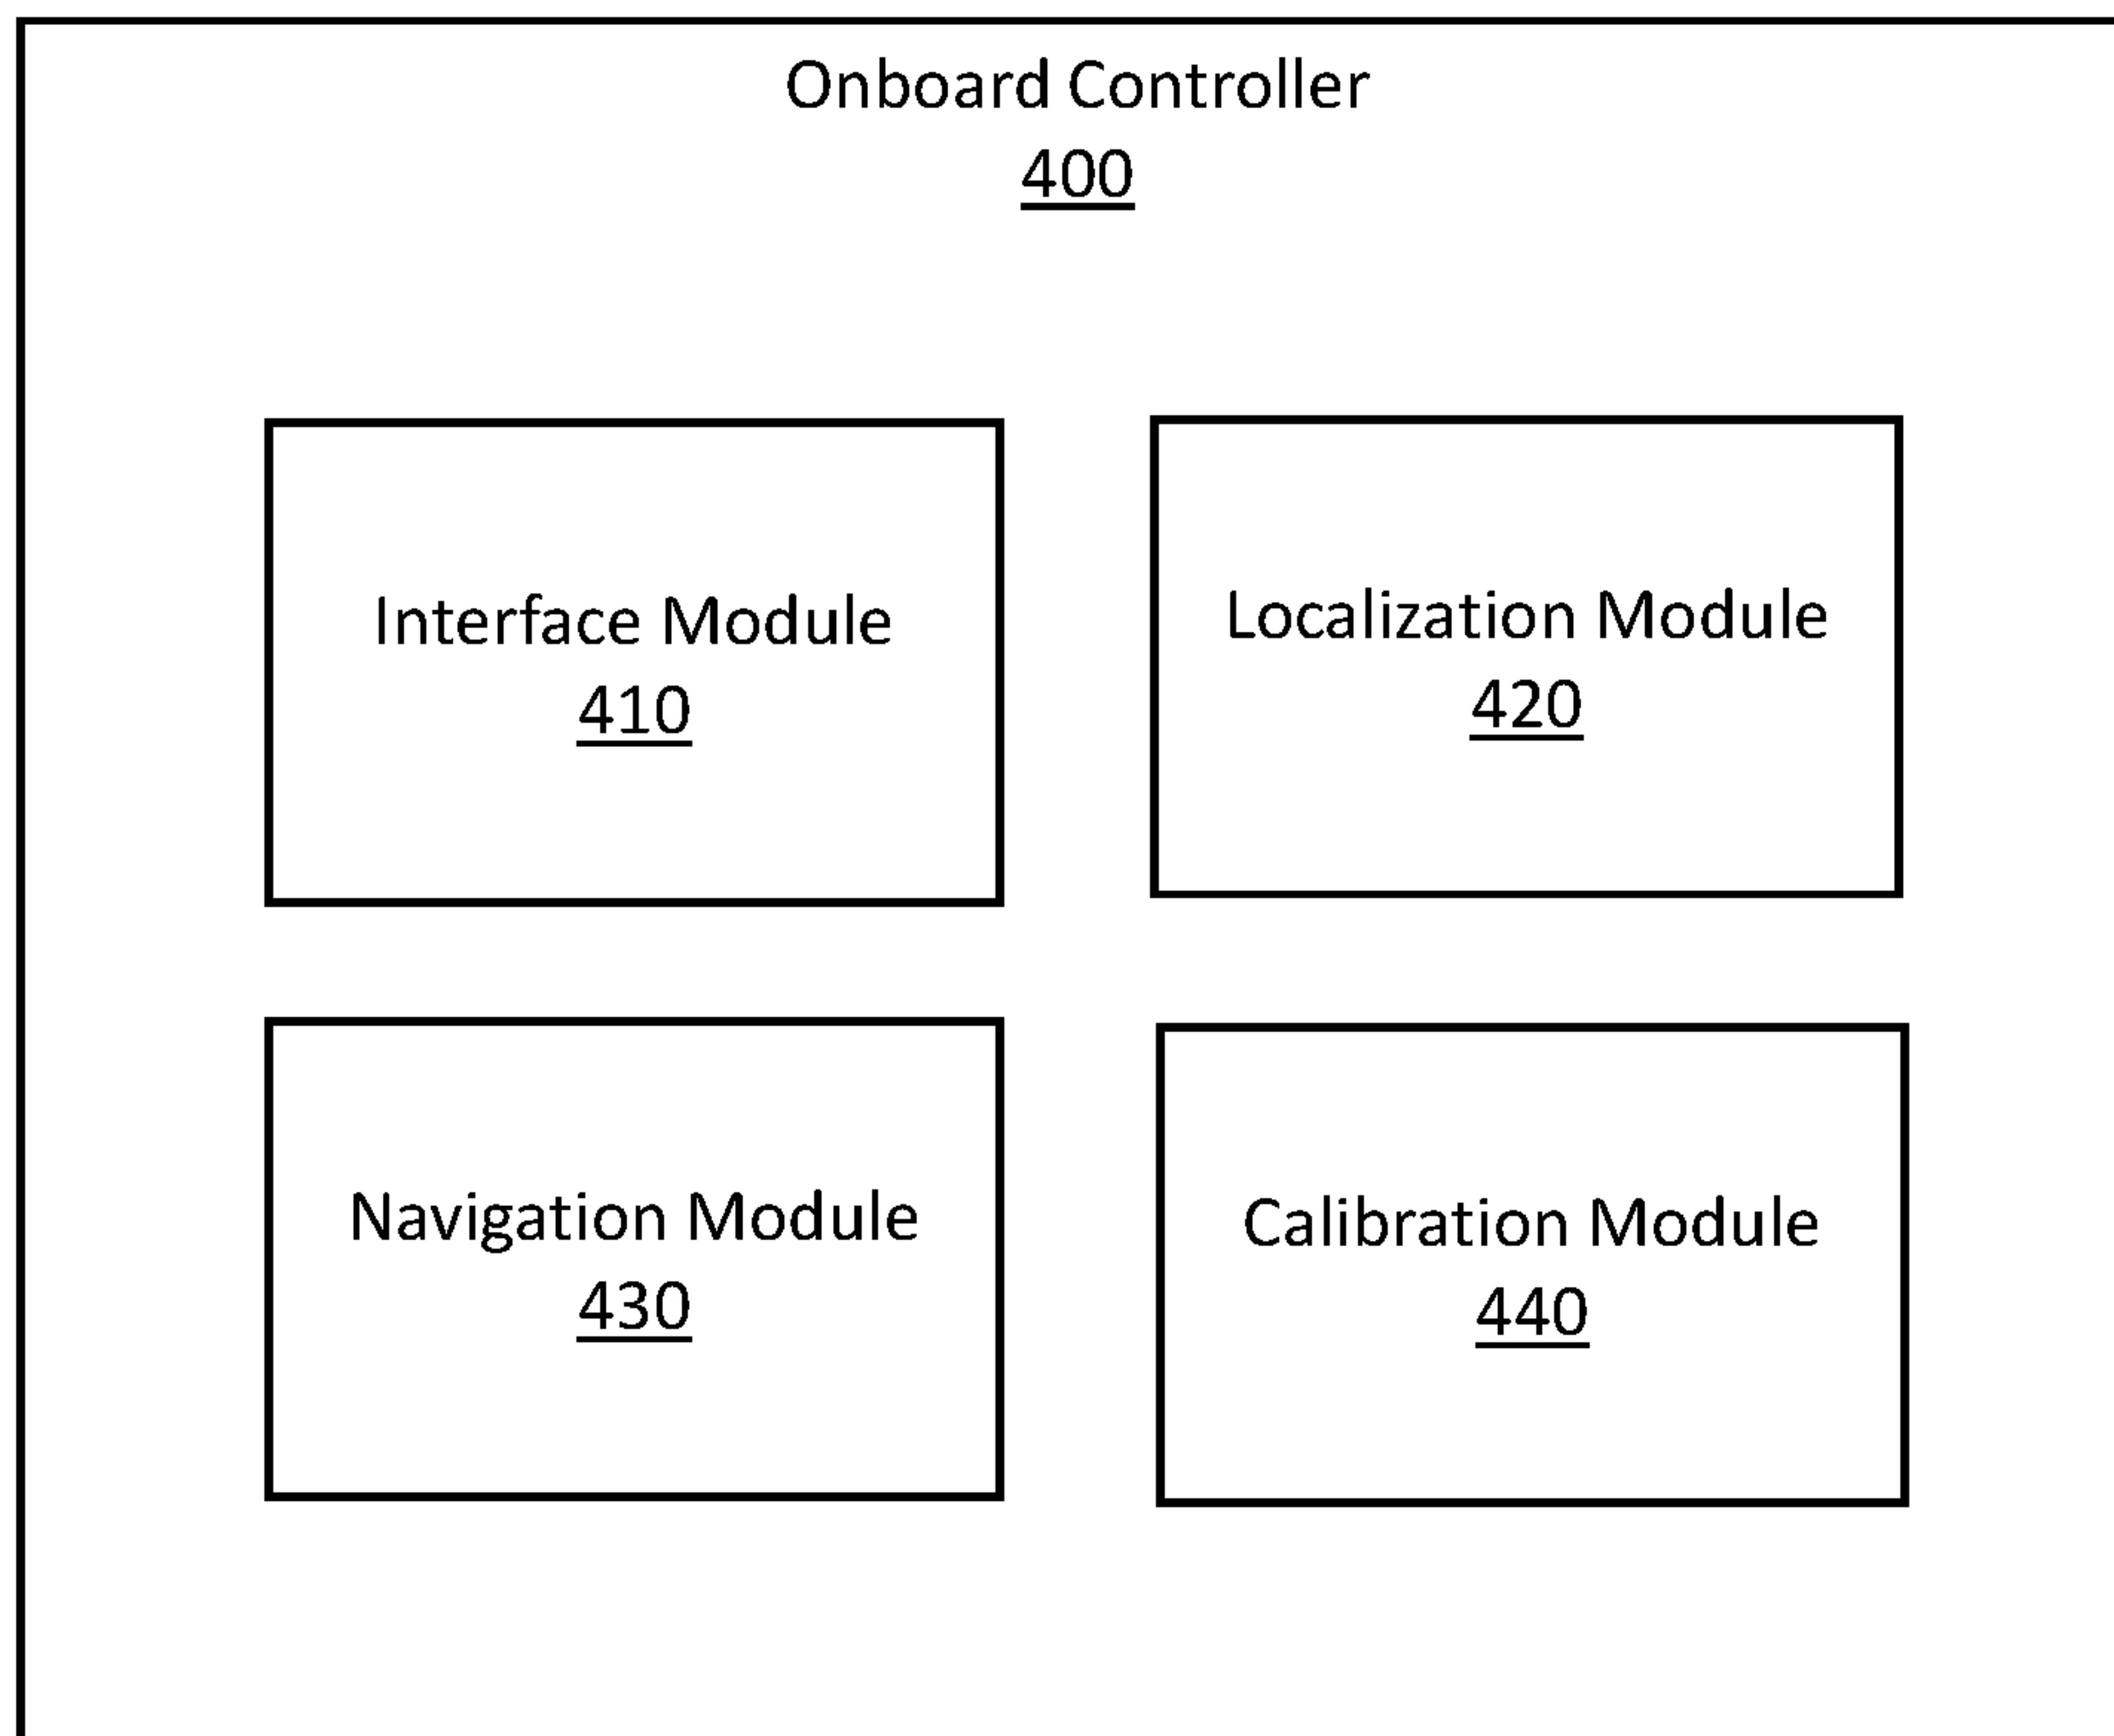 Onboard Controller
400
Interface Module
410
Localization Module
420
Navigation Module
430
Calibration Module
440